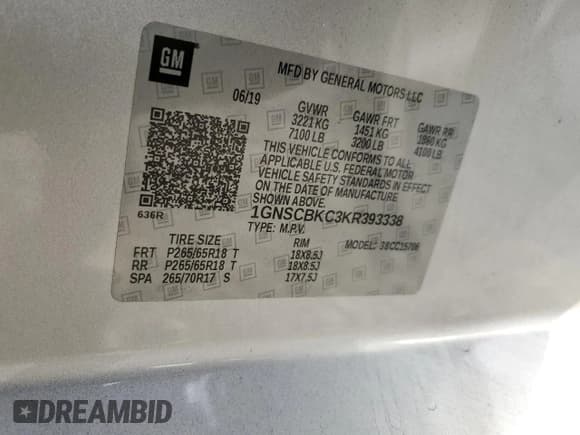 GM
MFD BY GENERAL MOTORS LLC
06/19
GVWR GAWR FRT GAWR RR
3221 KG 1451 KG 1860 KG
7100 LB 3200 LB 4100 LB
THIS VEHICLE CONFORMS TO ALL
APPLICABLE U.S. FEDERAL MOTOR
VEHICLE SAFETY STANDARDS IN EFFECT
ON THE DATE OF MANUFACTURE
SHOWN ABOVE.
636R
1GNSCBKC3KR393338
TYPE: M.P.V. MODEL: 38CC15706
TIRE SIZE RIM
FRT P265/65R18 T 18X8.5J
RR P265/65R18 T 18X8.5J
SPA 265/70R17 S 17X7.5J
DREAMBID